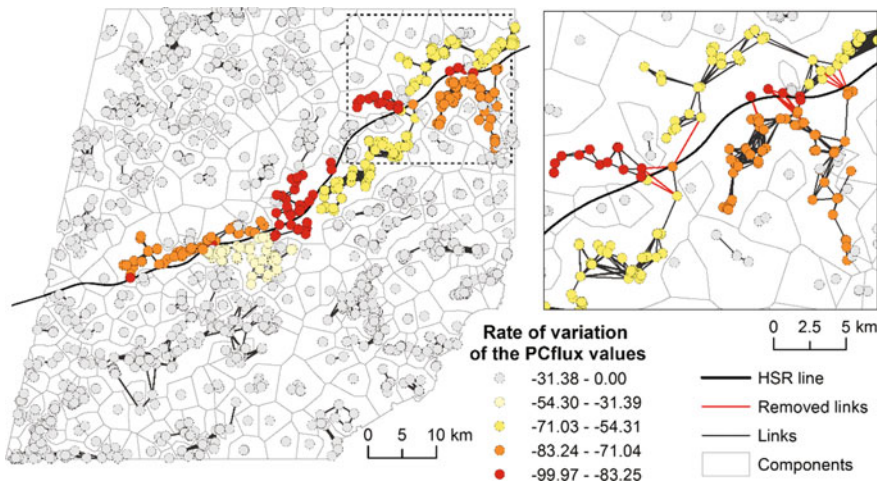 0 2.5 5 km
Rate of variation
of the PCflux values
-31.38 - 0.00
-54.30 - -31.39
-71.03 - -54.31
-83.24 - -71.04
-99.97 - -83.25
0 5 10 km
HSR line
Removed links
Links
Components